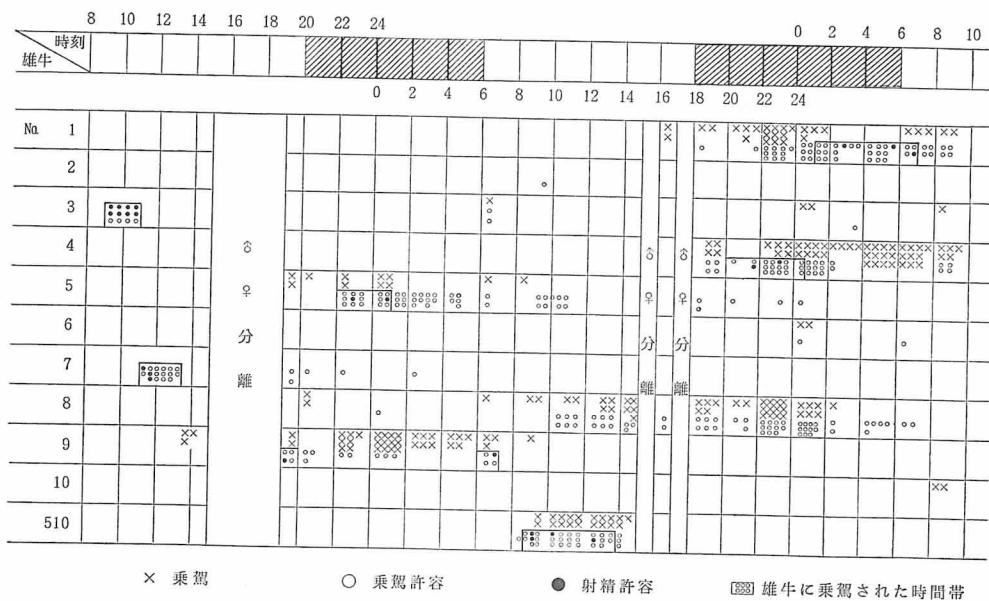 8 10 12 14 16 18 20 22 24 0 2 4 6 8 10
時刻
雄牛
0 2 4 6 8 10 12 14 16 18 20 22 24
No. 1
2
3
4
5
6
7
8
9
10
510
♂♀分離
♂♀分離
♂♀分離
× 乗駕 ○ 乗駕許容 ● 射精許容 雄牛に乗駕された時間帯